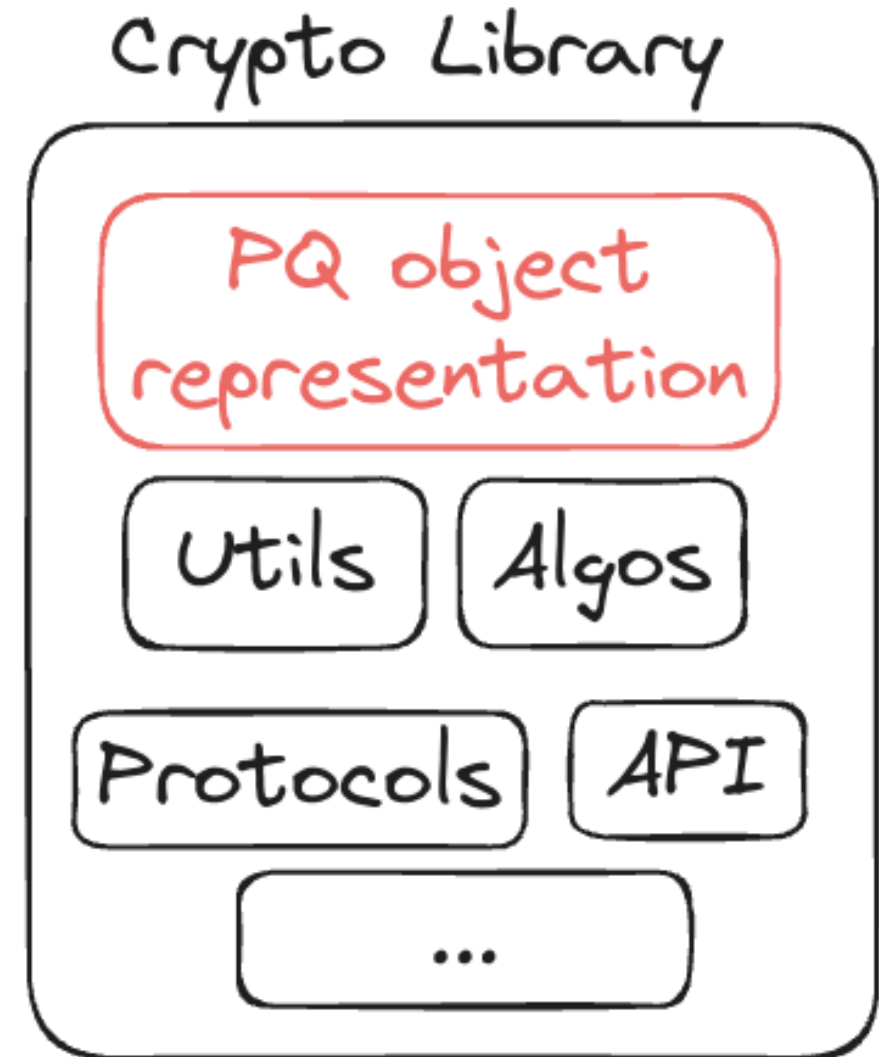 Crypto Library
PQ object
representation
Utils
Algos
Protocols
API
...